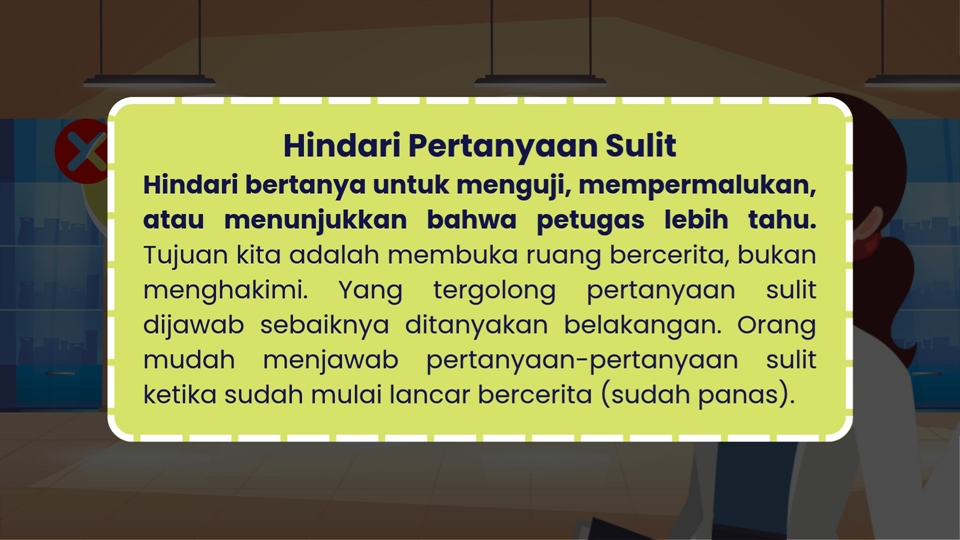 Hindari Pertanyaan Sulit
Hindari bertanya untuk menguji, mempermalukan,
atau menunjukkan bahwa petugas lebih tahu.
Tujuan kita adalah membuka ruang bercerita, bukan
menghakimi. Yang tergolong pertanyaan sulit
dijawab sebaiknya ditanyakan belakangan. Orang
mudah menjawab pertanyaan-pertanyaan sulit
ketika sudah mulai lancar bercerita (sudah panas).